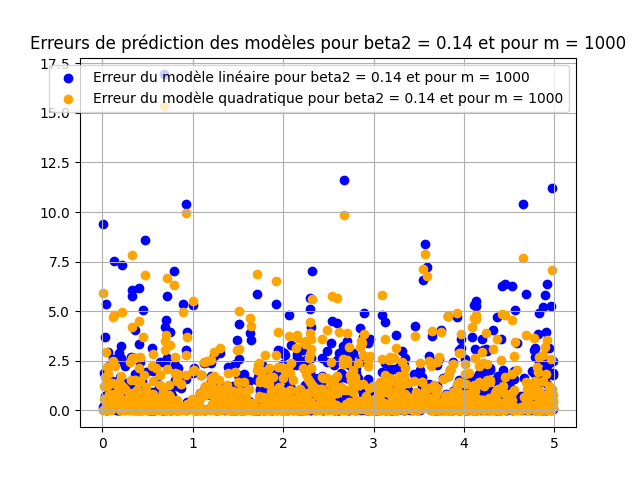 Erreurs de prédiction des modèles pour beta2 = 0.14 et pour m = 1000
17.5
Erreur du modèle linéaire pour beta2 = 0.14 et pour m = 1000
Erreur du modèle quadratique pour beta2 = 0.14 et pour m = 1000
15.0
12.5
10.0
7.5
5.0
2.5
0.0
0 1 2 3 4 5